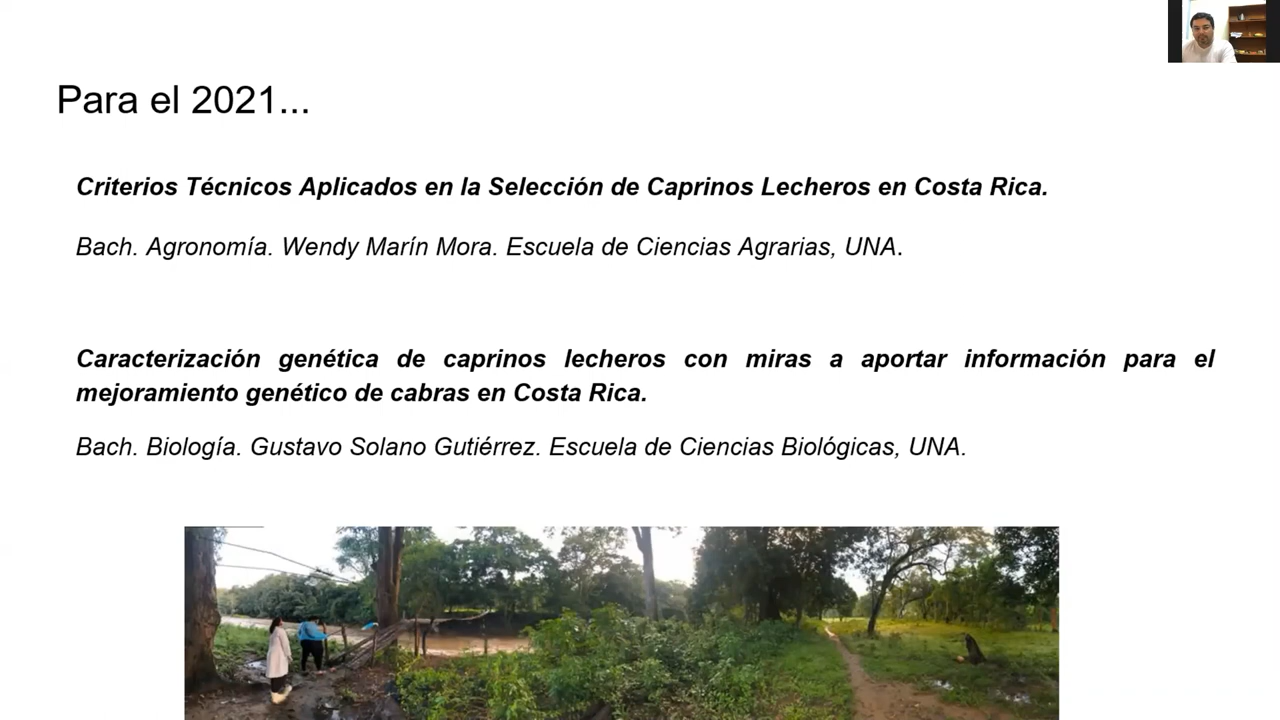 Para el 2021...
Criterios Técnicos Aplicados en la Selección de Caprinos Lecheros en Costa Rica.
Bach. Agronomía. Wendy Marín Mora. Escuela de Ciencias Agrarias, UNA.
Caracterización genética de caprinos lecheros con miras a aportar información para el
mejoramiento genético de cabras en Costa Rica.
Bach. Biología. Gustavo Solano Gutiérrez. Escuela de Ciencias Biológicas, UNA.